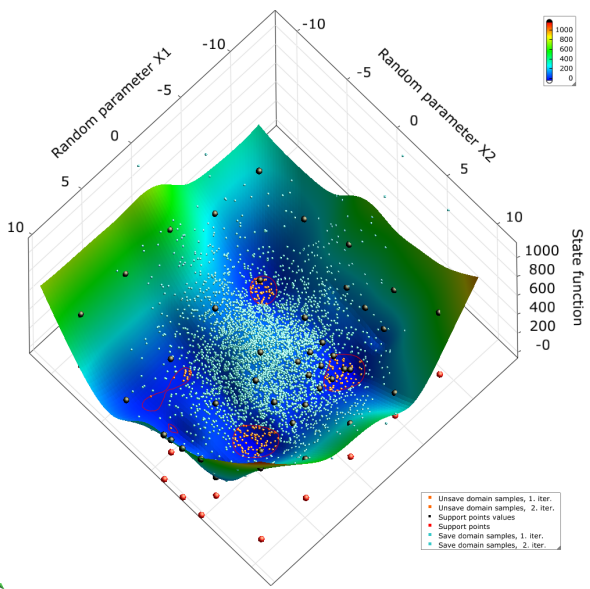 -10
-10
1000
800
600
400
200
0
Random parameter X1
Random parameter X2
-5
-5
0
0
5
5
10
10
State function
1000
800
600
400
200
-0
Unsave domain samples, 1. iter.
Unsave domain samples, 2. iter.
Support points values
Support points
Save domain samples, 1. iter.
Save domain samples, 2. iter.